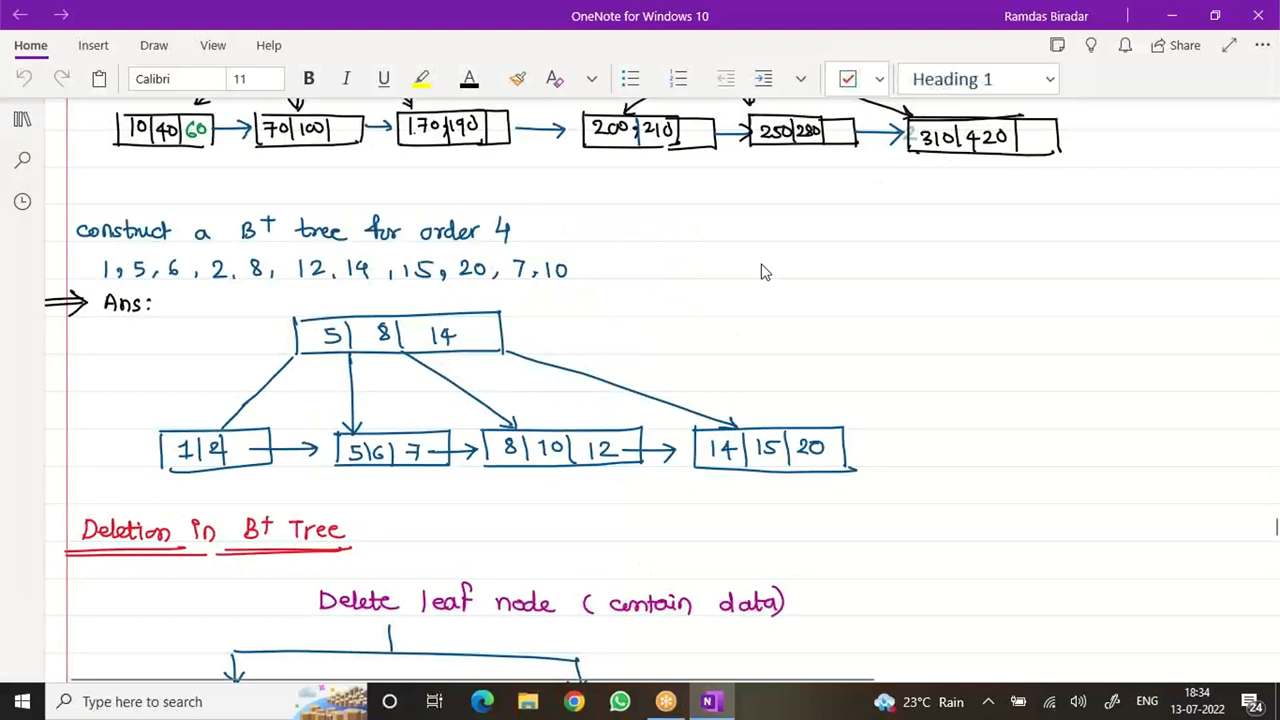 OneNote for Windows 10
Ramdas Biradar
Home Insert Draw View Help
Share
Calibri 11 B I U A Heading 1
10 40 60 70 100 170 190 200 210 250 280 310 420
construct a B+ tree for order 4
1, 5, 6, 2, 8, 12, 14, 15, 20, 7, 10
Ans:
5 8 14
1 2 5 6 7 8 10 12 14 15 20
Deletion in B+ Tree
Delete leaf node (contain data)
Type here to search
23°C Rain
ENG
18:34
13-07-2022
24